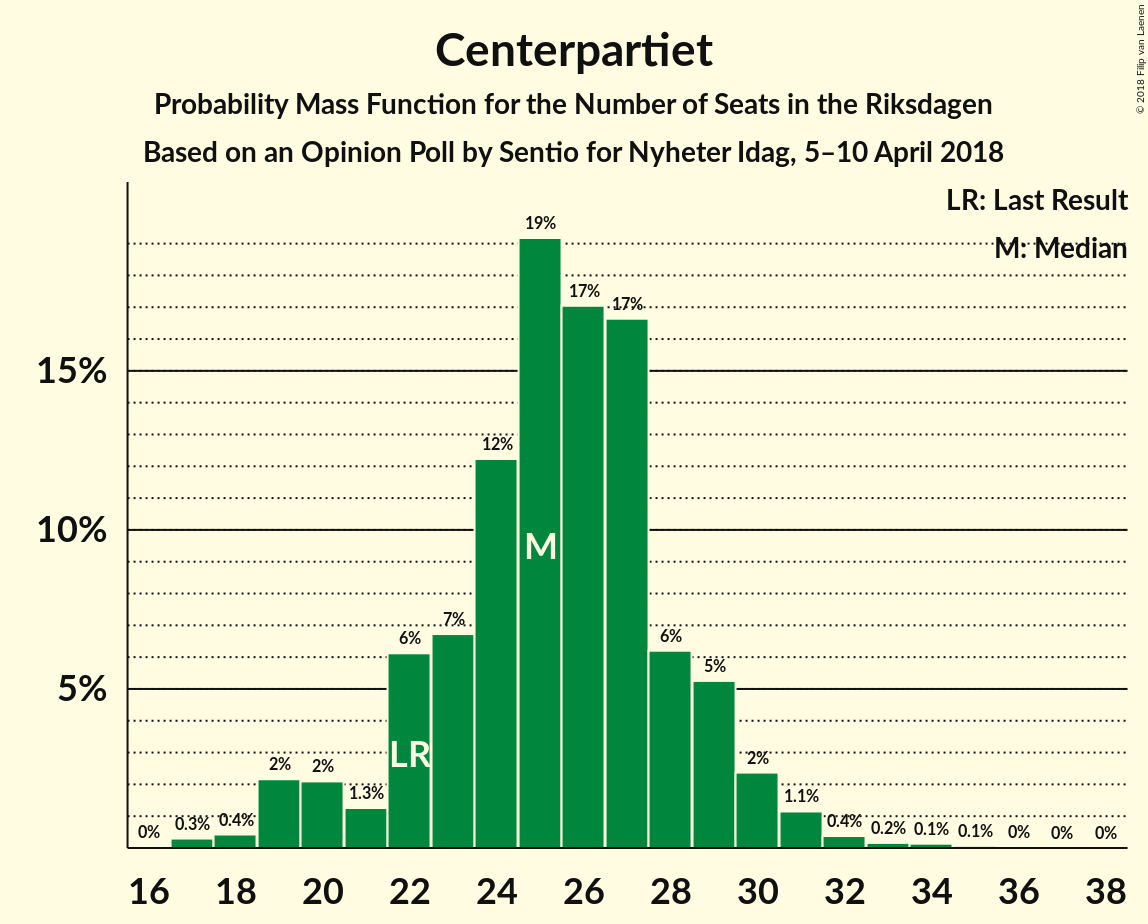 Centerpartiet
Probability Mass Function for the Number of Seats in the Riksdagen
Based on an Opinion Poll by Sentio for Nyheter Idag, 5–10 April 2018
© 2018 Filip van Laenen
LR: Last Result
M: Median
15%
10%
5%
0%
0.3%
0.4%
2%
2%
1.3%
6%
7%
12%
19%
17%
17%
6%
5%
2%
1.1%
0.4%
0.2%
0.1%
0.1%
0%
0%
0%
LR
M
16 18 20 22 24 26 28 30 32 34 36 38